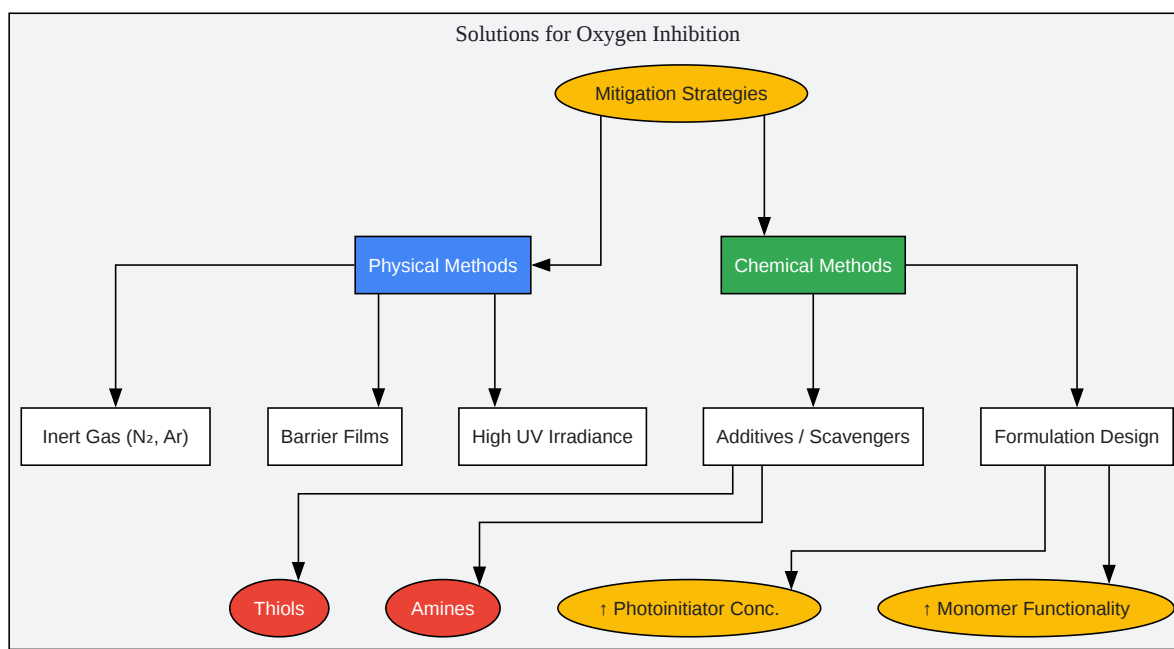 Solutions for Oxygen Inhibition
Mitigation Strategies
Physical Methods
Chemical Methods
Inert Gas (N₂, Ar)
Barrier Films
High UV Irradiance
Additives / Scavengers
Formulation Design
Thiols
Amines
↑ Photoinitiator Conc.
↑ Monomer Functionality